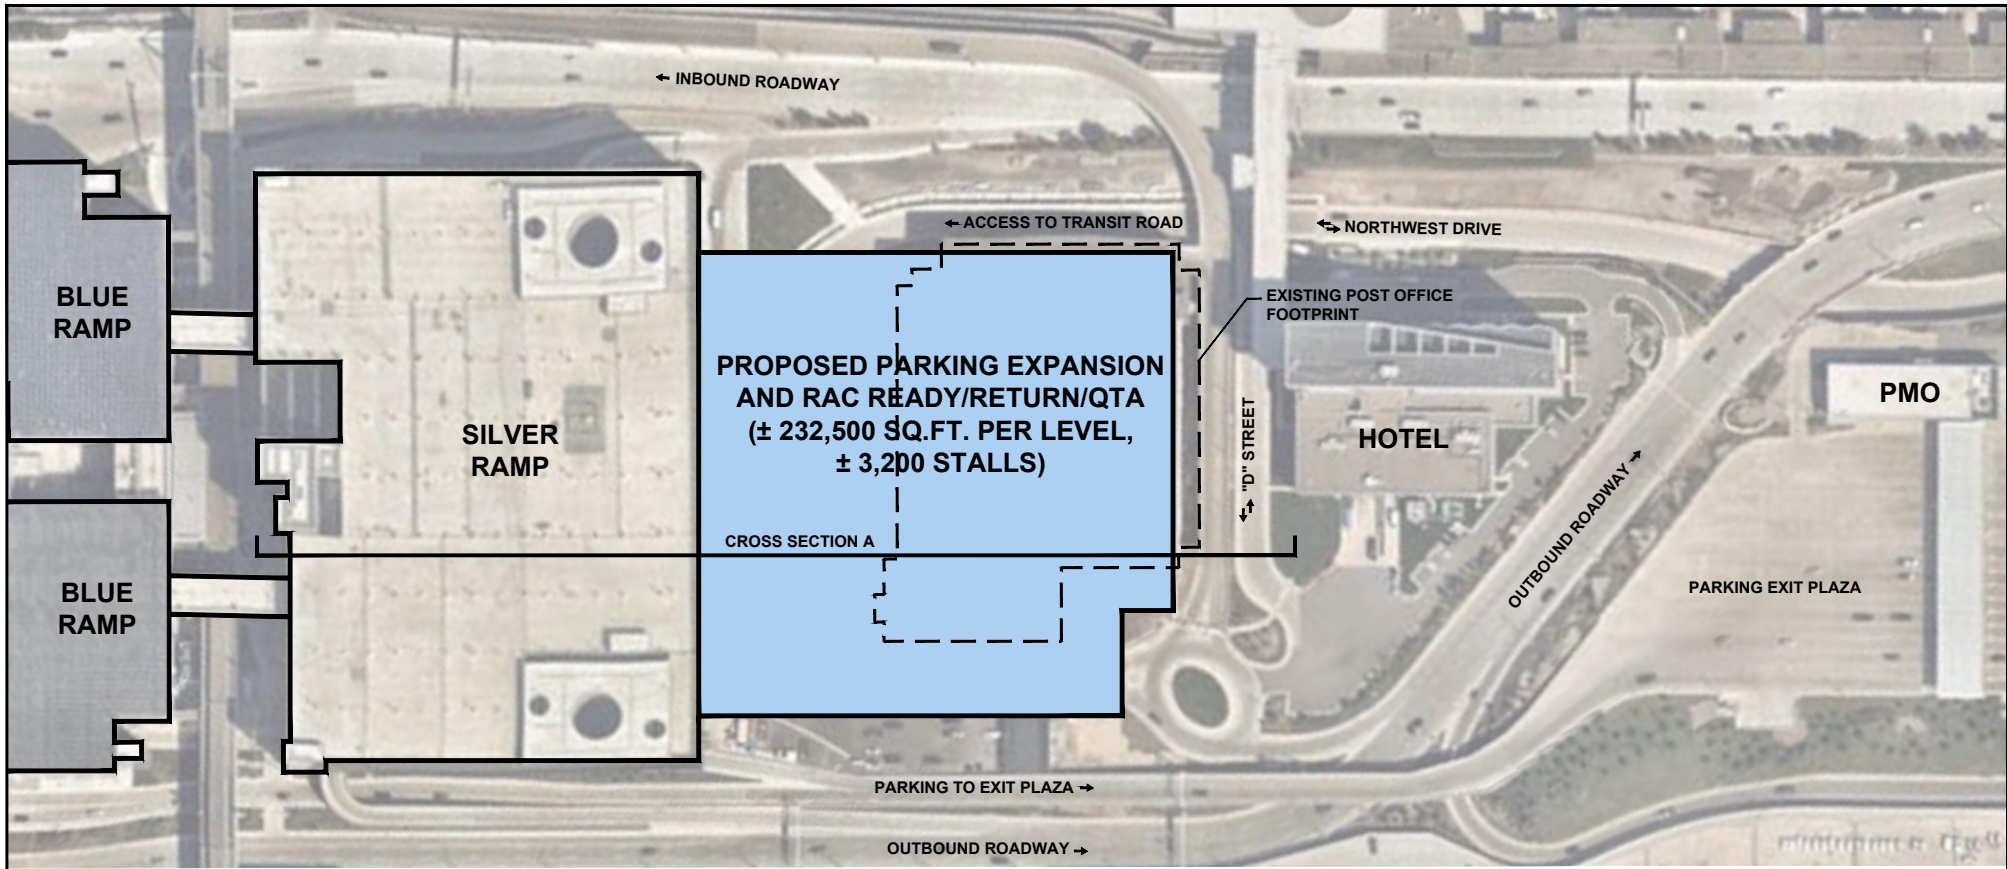 ← INBOUND ROADWAY
← ACCESS TO TRANSIT ROAD
NORTHWEST DRIVE
BLUE
RAMP
EXISTING POST OFFICE
FOOTPRINT
PROPOSED PARKING EXPANSION
AND RAC READY/RETURN/QTA
(± 232,500 SQ.FT. PER LEVEL,
± 3,200 STALLS)
PMO
SILVER
RAMP
HOTEL
"D" STREET
OUTBOUND ROADWAY →
CROSS SECTION A
BLUE
RAMP
PARKING EXIT PLAZA
PARKING TO EXIT PLAZA →
OUTBOUND ROADWAY →